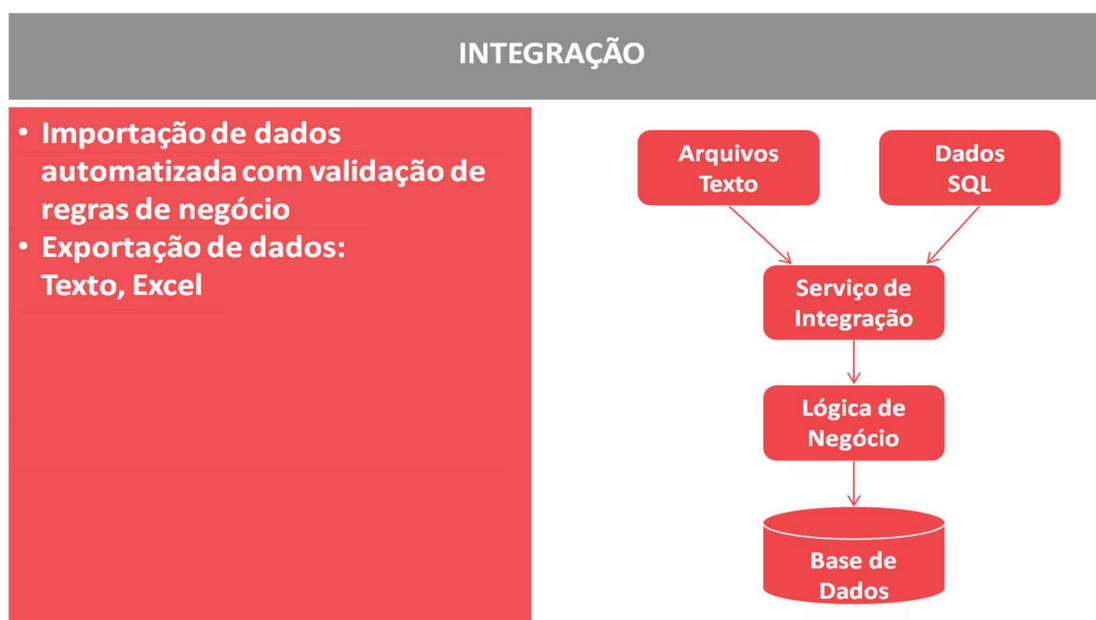 INTEGRAÇÃO
• Importação de dados
automatizada com validação de
regras de negócio
• Exportação de dados:
Texto, Excel
Arquivos
Texto
Dados
SQL
Serviço de
Integração
Lógica de
Negócio
Base de
Dados